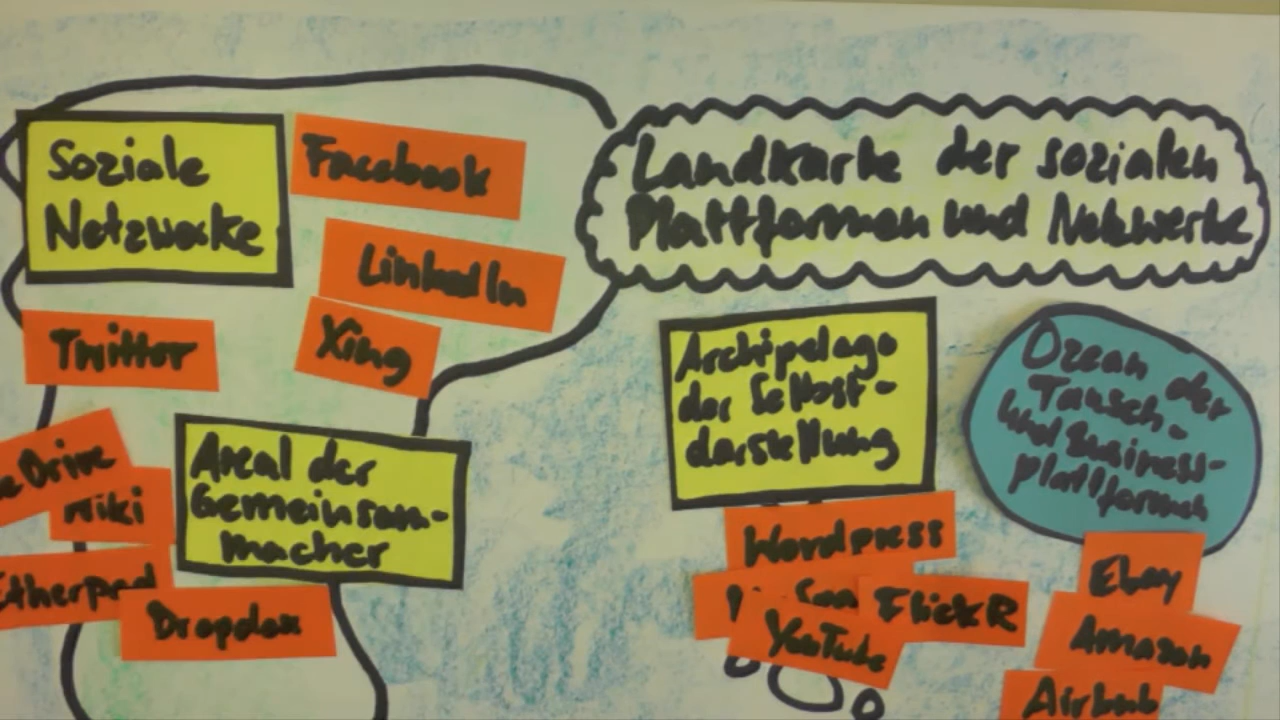 Landkarte der sozialen
Plattformen und Netzwerke
Soziale
Netzwerke
Facebook
LinkedIn
Xing
Twitter
Areal der
Gemeinsam-
macher
Drive
Wiki
Etherpad
Dropbox
Archipelago
der Selbst-
darstellung
Wordpress
FlickR
YouTube
Ozean der
Tausch-
und Business-
plattformen
Ebay
Amazon
Airbnb